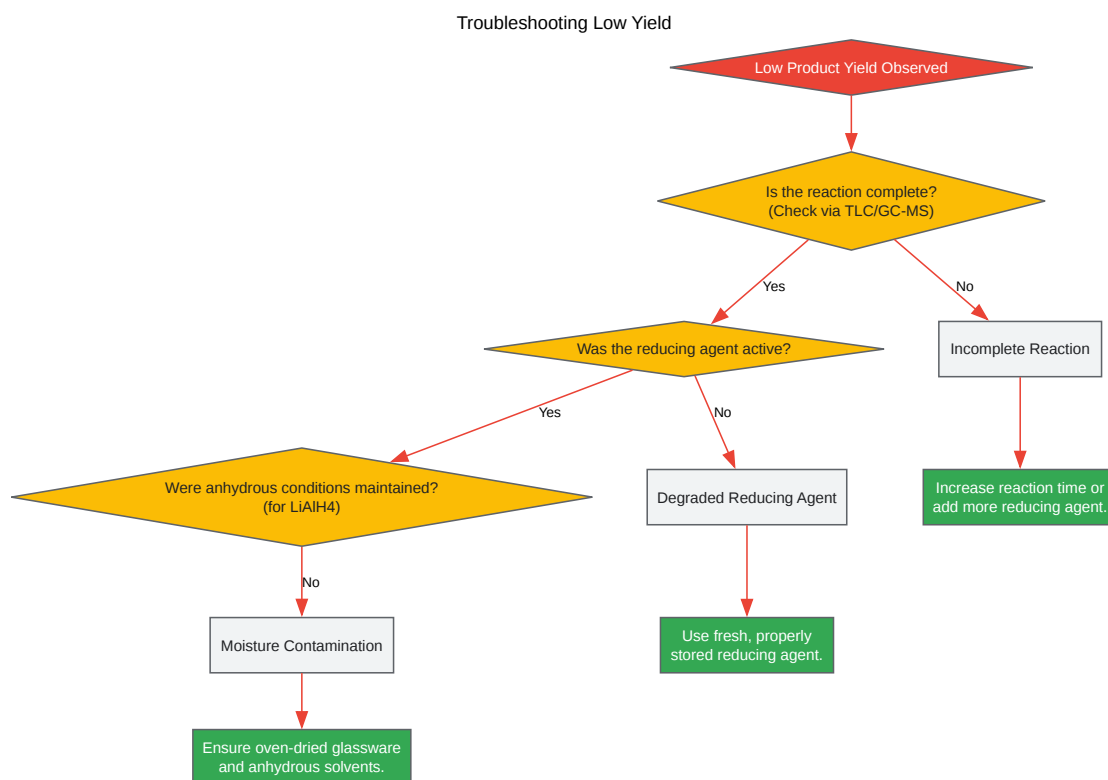 Troubleshooting Low Yield
Low Product Yield Observed
Is the reaction complete?
(Check via TLC/GC-MS)
Yes
No
Was the reducing agent active?
Incomplete Reaction
Yes
No
Were anhydrous conditions maintained?
(for LiAlH4)
Degraded Reducing Agent
Increase reaction time or
add more reducing agent.
No
Moisture Contamination
Use fresh, properly
stored reducing agent.
Ensure oven-dried glassware
and anhydrous solvents.